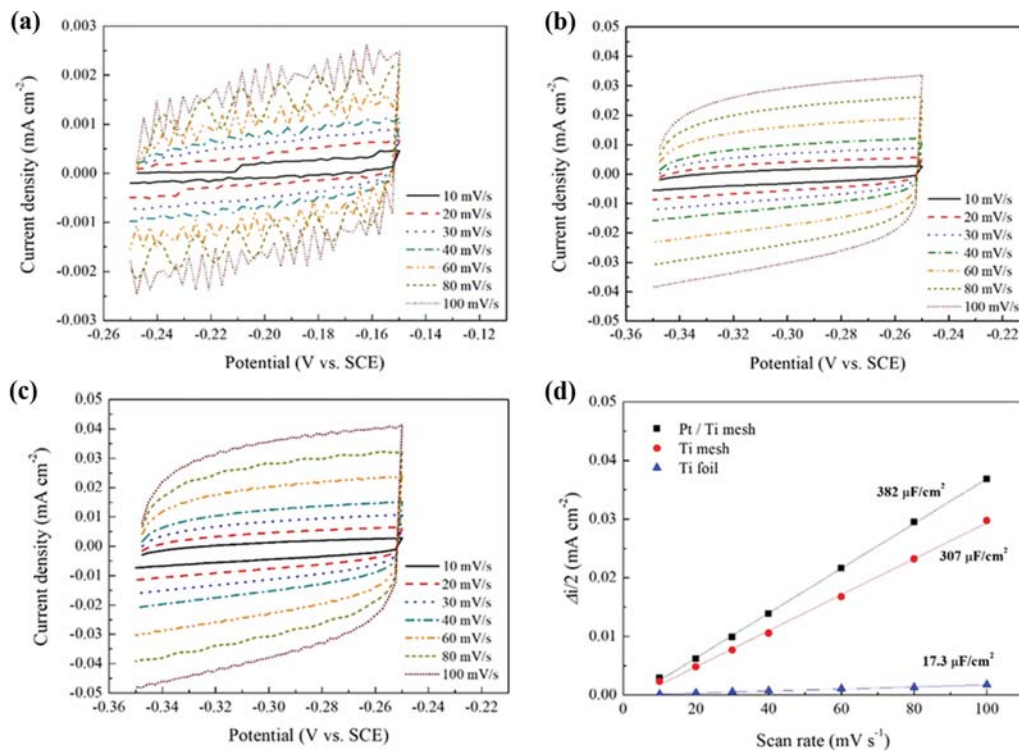 (a)
0.003
0.002
0.001
0.000
-0.001
-0.002
-0.003
Current density (mA cm-2)
10 mV/s
20 mV/s
30 mV/s
40 mV/s
60 mV/s
80 mV/s
100 mV/s
-0.26 -0.24 -0.22 -0.20 -0.18 -0.16 -0.14 -0.12
Potential (V vs. SCE)
(b)
0.05
0.04
0.03
0.02
0.01
0.00
-0.01
-0.02
-0.03
-0.04
-0.05
Current density (mA cm-2)
10 mV/s
20 mV/s
30 mV/s
40 mV/s
60 mV/s
80 mV/s
100 mV/s
-0.36 -0.34 -0.32 -0.30 -0.28 -0.26 -0.24 -0.22
Potential (V vs. SCE)
(c)
0.05
0.04
0.03
0.02
0.01
0.00
-0.01
-0.02
-0.03
-0.04
-0.05
Current density (mA cm-2)
10 mV/s
20 mV/s
30 mV/s
40 mV/s
60 mV/s
80 mV/s
100 mV/s
-0.36 -0.34 -0.32 -0.30 -0.28 -0.26 -0.24 -0.22
Potential (V vs. SCE)
(d)
0.05
0.04
0.03
0.02
0.01
0.00
Δi/2 (mA cm-2)
Pt / Ti mesh
Ti mesh
Ti foil
382 μF/cm2
307 μF/cm2
17.3 μF/cm2
0 20 40 60 80 100
Scan rate (mV s-1)